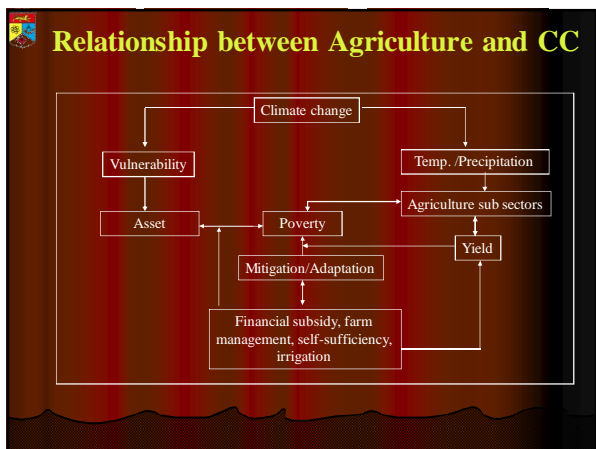 Relationship between Agriculture and CC
Climate change
Vulnerability
Temp. /Precipitation
Asset
Poverty
Agriculture sub sectors
Yield
Mitigation/Adaptation
Financial subsidy, farm
management, self-sufficiency,
irrigation